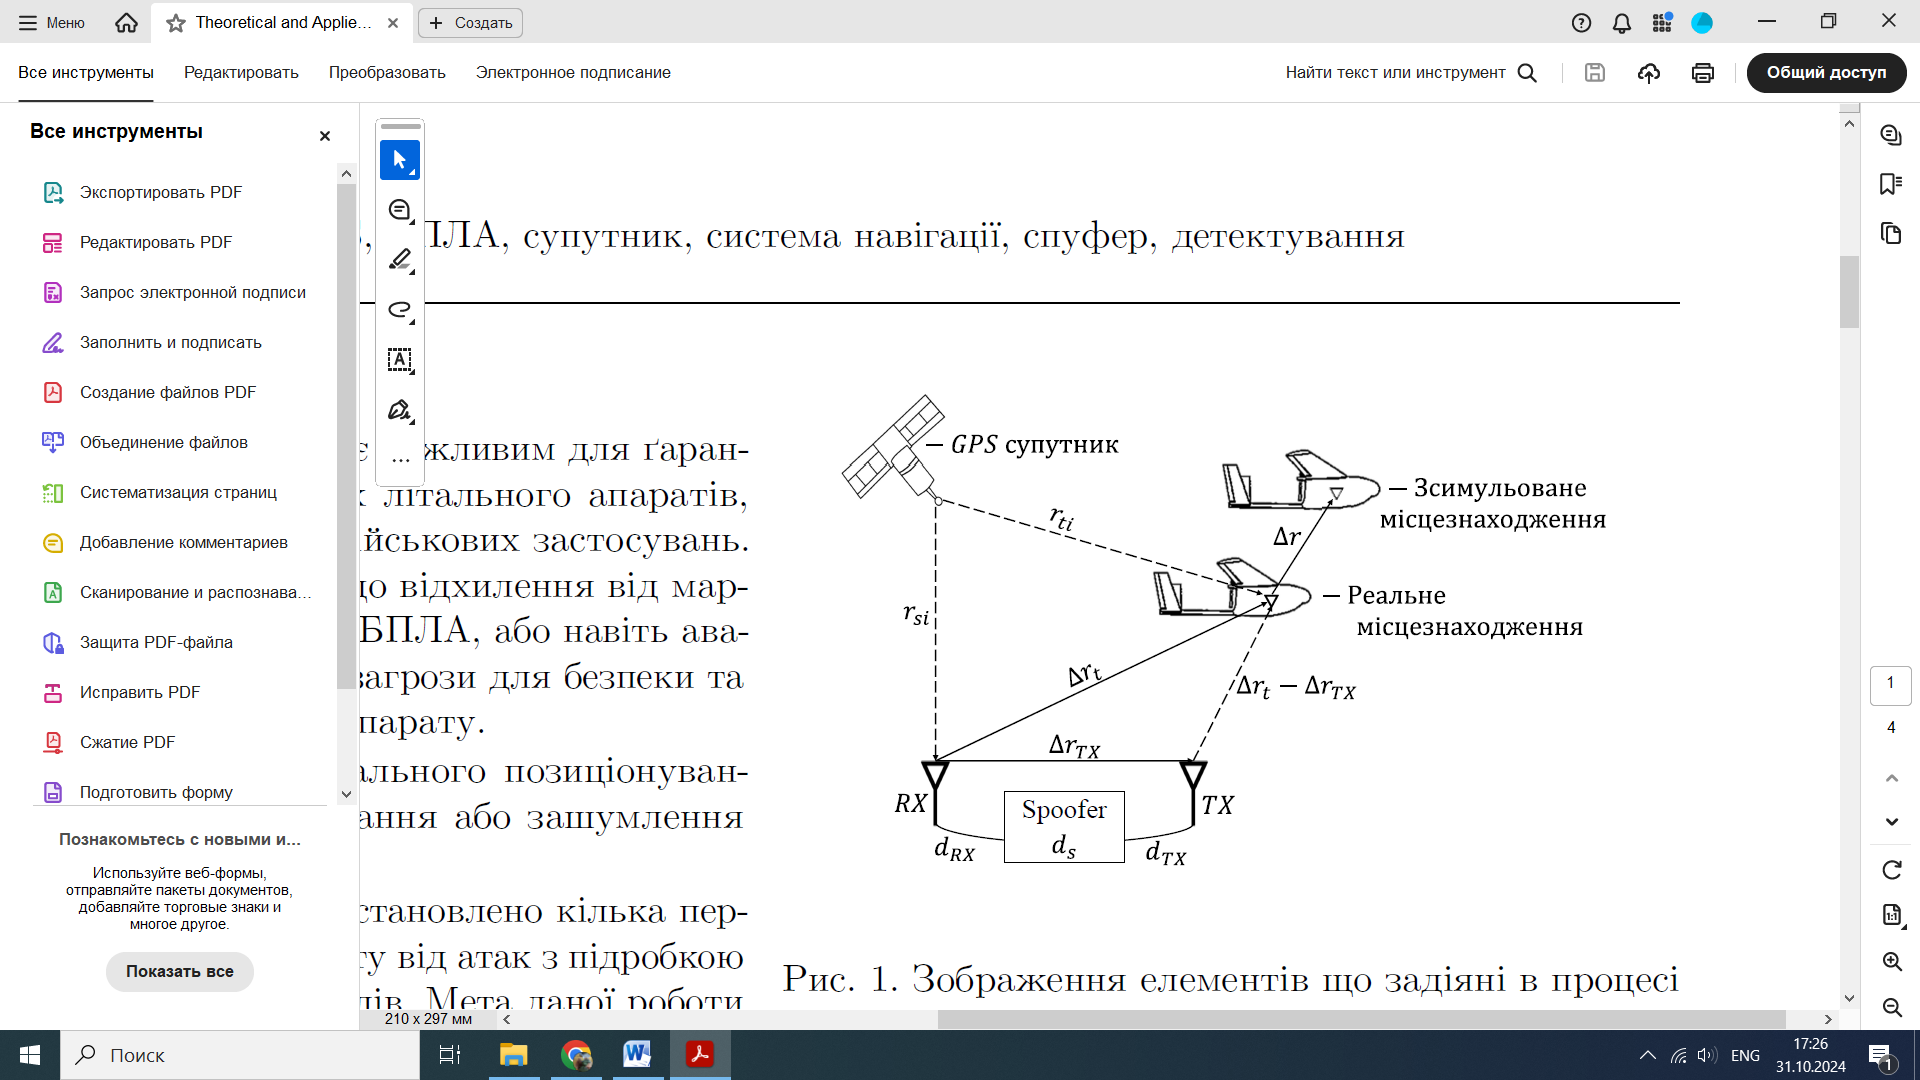 Меню
Theoretical and Applie...
Создать
Все инструменты
Редактировать
Преобразовать
Электронное подписание
Найти текст или инструмент
Общий доступ
Все инструменты
Экспортировать PDF
Редактировать PDF
Запрос электронной подписи
Заполнить и подписать
Создание файлов PDF
Объединение файлов
Систематизация страниц
Добавление комментариев
Сканирование и распознава...
Защита PDF-файла
Исправить PDF
Сжатие PDF
Подготовить форму
Познакомьтесь с новыми и...
Используйте веб-формы,
отправляйте пакеты документов,
добавляйте торговые знаки и
многое другое.
Показать все
ПЛА, супутник, система навігації, спуфер, детектування
є жливим для ґаран-
к літального апаратів,
йськових застосувань.
до відхилення від мар-
БПЛА, або навіть ава-
загрози для безпеки та
парату.
ального позиціонуван-
ання або зашумлення
становлено кілька пер-
ту від атак з підробкою
дів. Мета даної роботи
— GPS супутник
— Зсимульоване
місцезнаходження
r_ti
Δr
— Реальне
місцезнаходження
r_si
Δr_t
Δr_t − Δr_TX
Δr_TX
RX
Spoofer
TX
d_RX
d_s
d_TX
Рис. 1. Зображення елементів що задіяні в процесі
210 x 297 мм
1
4
Поиск
ENG
17:26
31.10.2024
1